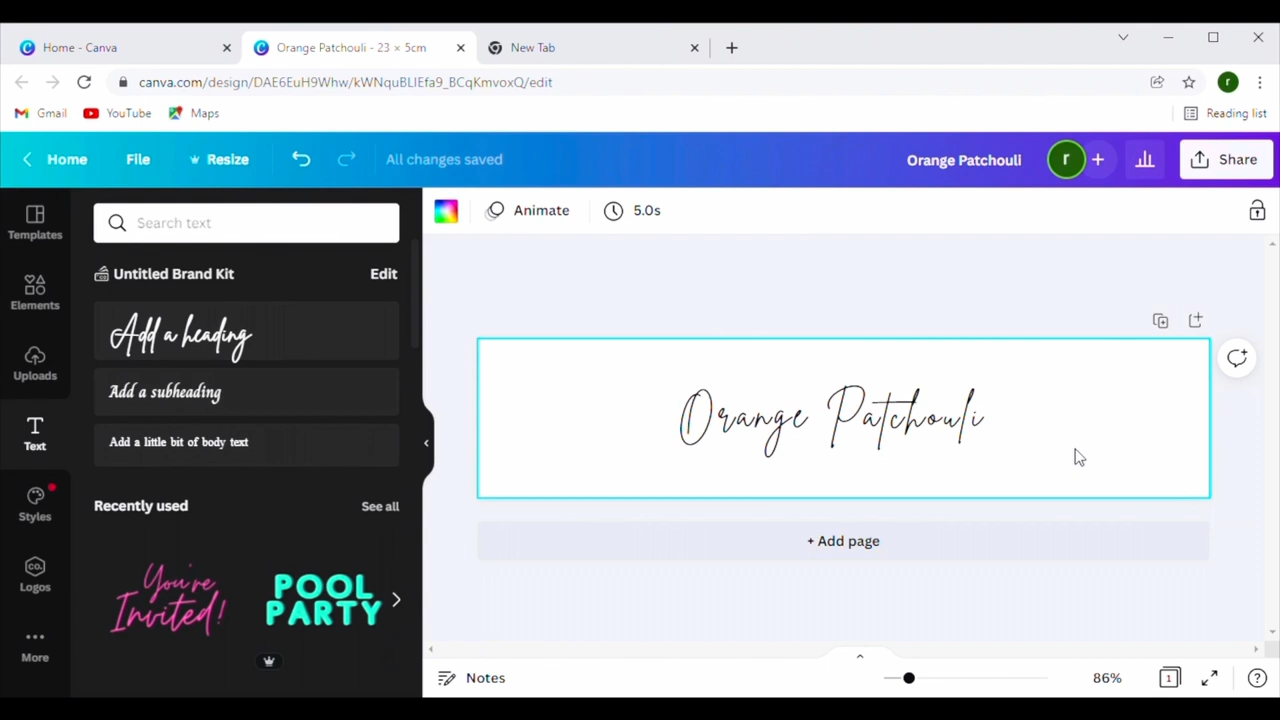 Home - Canva
Orange Patchouli - 23 × 5cm
New Tab
canva.com/design/DAE6EuH9Whw/kWNquBLIEfa9_BCqKmvoxQ/edit
r
Gmail
YouTube
Maps
Reading list
Home
File
Resize
All changes saved
Orange Patchouli
r
Share
Templates
Elements
Uploads
Text
Styles
CO.
Logos
More
Search text
Untitled Brand Kit
Edit
Add a heading
Add a subheading
Add a little bit of body text
Recently used
See all
You're
Invited!
POOL
PARTY
Animate
5.0s
Orange Patchouli
+ Add page
Notes
86%
1